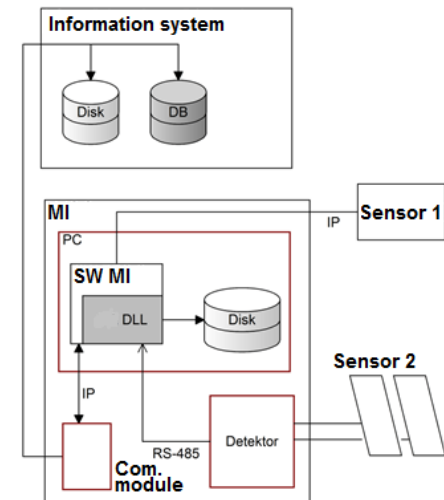 Information system
Disk
DB
MI
IP
Sensor 1
PC
SW MI
DLL
Disk
Sensor 2
IP
RS-485
Detektor
Com.
module